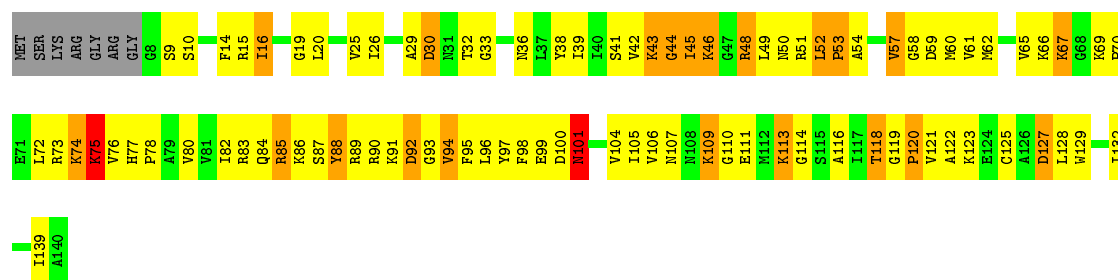 MET SER LYS ARG GLY ARG GLY G8 S9 S10 F14 R15 I16 G19 L20 V25 I26 A29 D30 N31 T32 G33 N36 L37 Y38 I39 I40 S41 V42 K43 G44 I45 K46 G47 R48 L49 N50 R51 L52 P53 A54 V57 G58 D59 M60 V61 M62 V65 K66 K67 G68 K69 P70
E71 L72 R73 K74 K75 V76 H77 P78 A79 V80 V81 I82 R83 Q84 R85 K86 S87 Y88 R89 R90 K91 D92 G93 V94 F95 L96 Y97 F98 E99 D100 N101 V104 I105 V106 N107 N108 K109 G110 E111 M112 K113 G114 S115 A116 I117 T118 G119 P120 V121 A122 K123 E124 C125 A126 D127 L128 W129
I139 A140